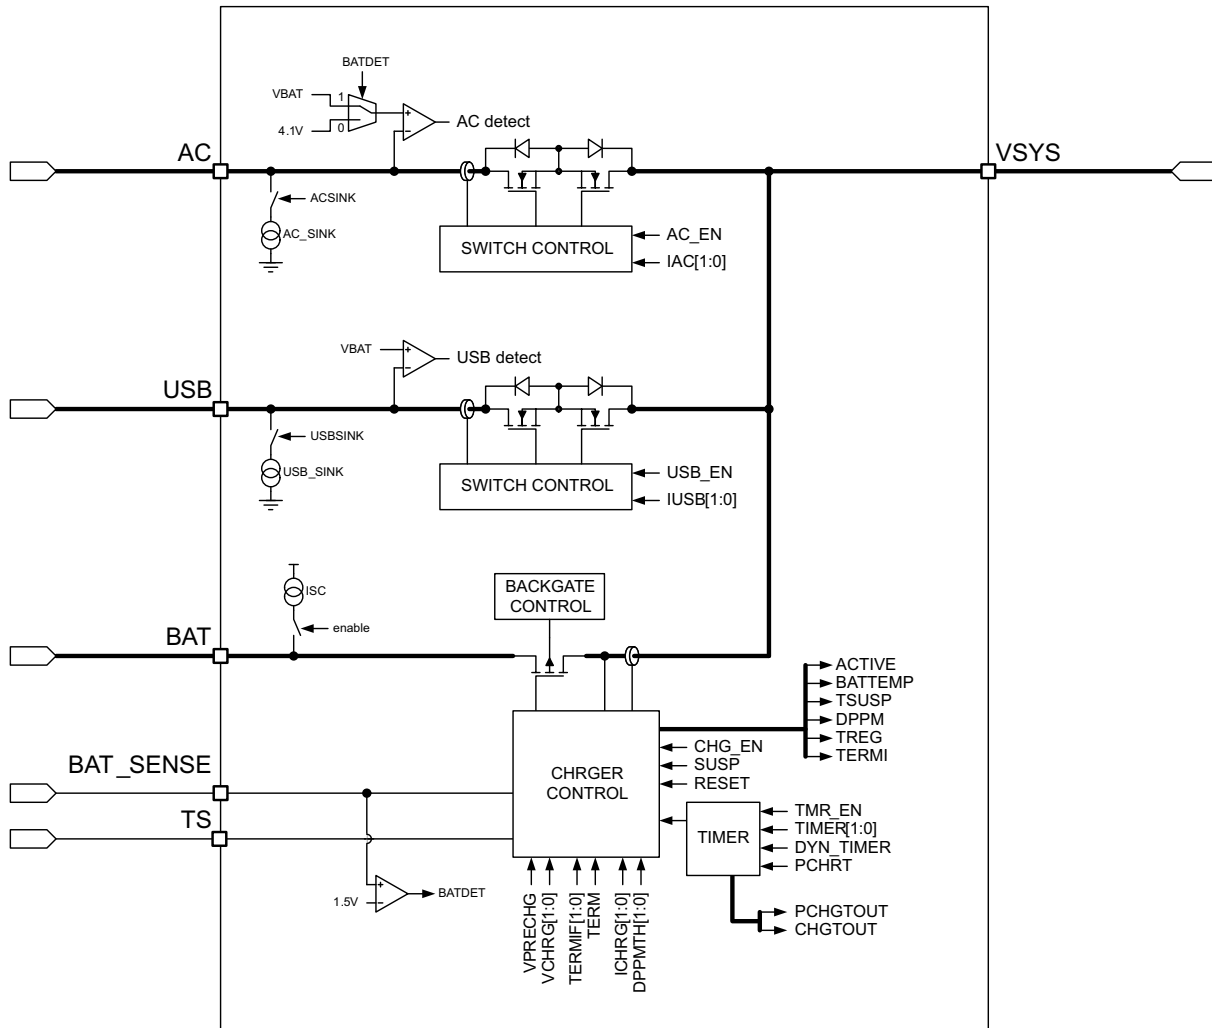 BATDET
VBAT
1
4.1V
0
+
−
AC detect
AC
VSYS
ACSINK
AC_SINK
SWITCH CONTROL
AC_EN
IAC[1:0]
VBAT
+
−
USB detect
USB
USBSINK
USB_SINK
SWITCH CONTROL
USB_EN
IUSB[1:0]
ISC
enable
BACKGATE
CONTROL
BAT
ACTIVE
BATTEMP
TSUSP
DPPM
TREG
TERMI
CHG_EN
SUSP
RESET
BAT_SENSE
CHRGER
CONTROL
TS
TIMER
TMR_EN
TIMER[1:0]
DYN_TIMER
PCHRT
1.5V
+
−
BATDET
VPRECHG
VCHRG[1:0]
TERMIF[1:0]
TERM
ICHRG[1:0]
DPPMTH[1:0]
PCHGTOUT
CHGTOUT